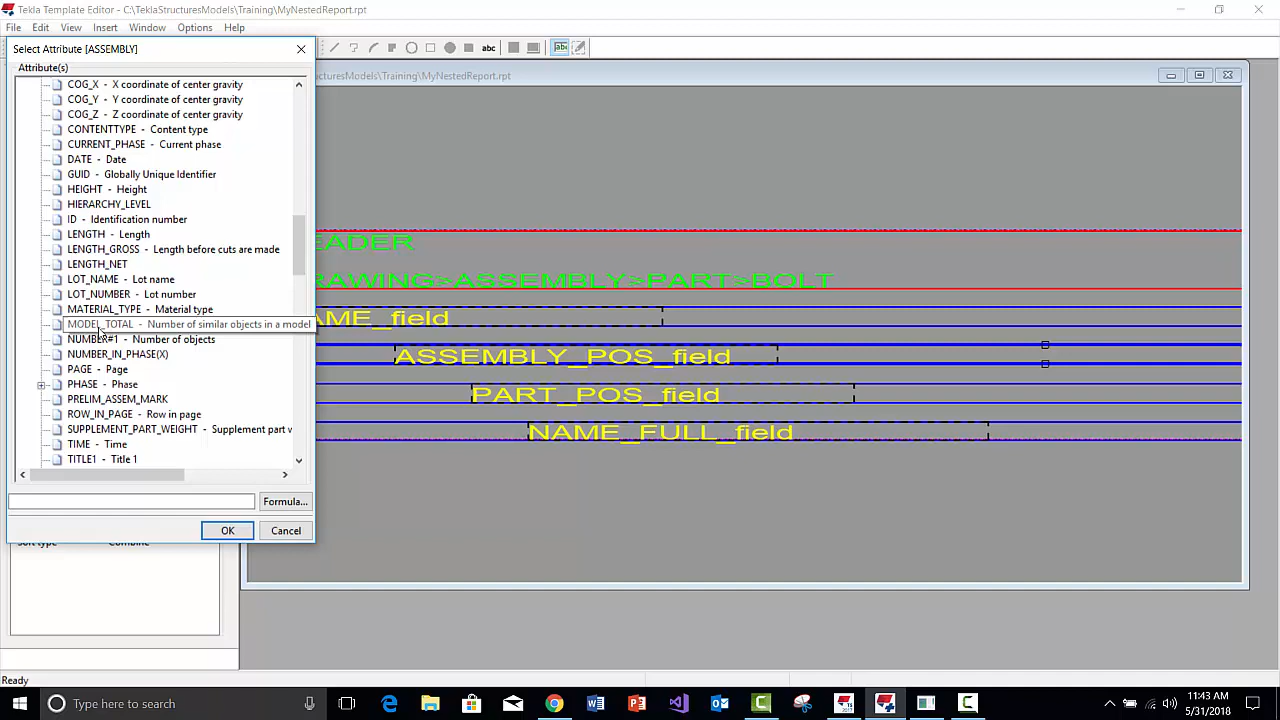 Tekla Template Editor - C:\TeklaStructuresModels\Training\MyNestedReport.rpt
File Edit View Insert Window Options Help
Select Attribute [ASSEMBLY]
abc
ucturesModels\Training\MyNestedReport.rpt
Attribute(s)
COG_X - X coordinate of center gravity
COG_Y - Y coordinate of center gravity
COG_Z - Z coordinate of center gravity
CONTENTTYPE - Content type
CURRENT_PHASE - Current phase
DATE - Date
GUID - Globally Unique Identifier
HEIGHT - Height
HIERARCHY_LEVEL
ID - Identification number
LENGTH - Length
LENGTH_GROSS - Length before cuts are made
LENGTH_NET
LOT_NAME - Lot name
LOT_NUMBER - Lot number
MATERIAL_TYPE - Material type
MODEL_TOTAL - Number of similar objects in a model
NUMBER#1 - Number of objects
NUMBER_IN_PHASE(X)
PAGE - Page
PHASE - Phase
PRELIM_ASSEM_MARK
ROW_IN_PAGE - Row in page
SUPPLEMENT_PART_WEIGHT - Supplement part w
TIME - Time
TITLE1 - Title 1
Formula...
OK Cancel
EADER
RAWING>ASSEMBLY>PART>BOLT
AME_field
ASSEMBLY_POS_field
PART_POS_field
NAME_FULL_field
Sort type Combine
Ready
Type here to search
11:43 AM
5/31/2018